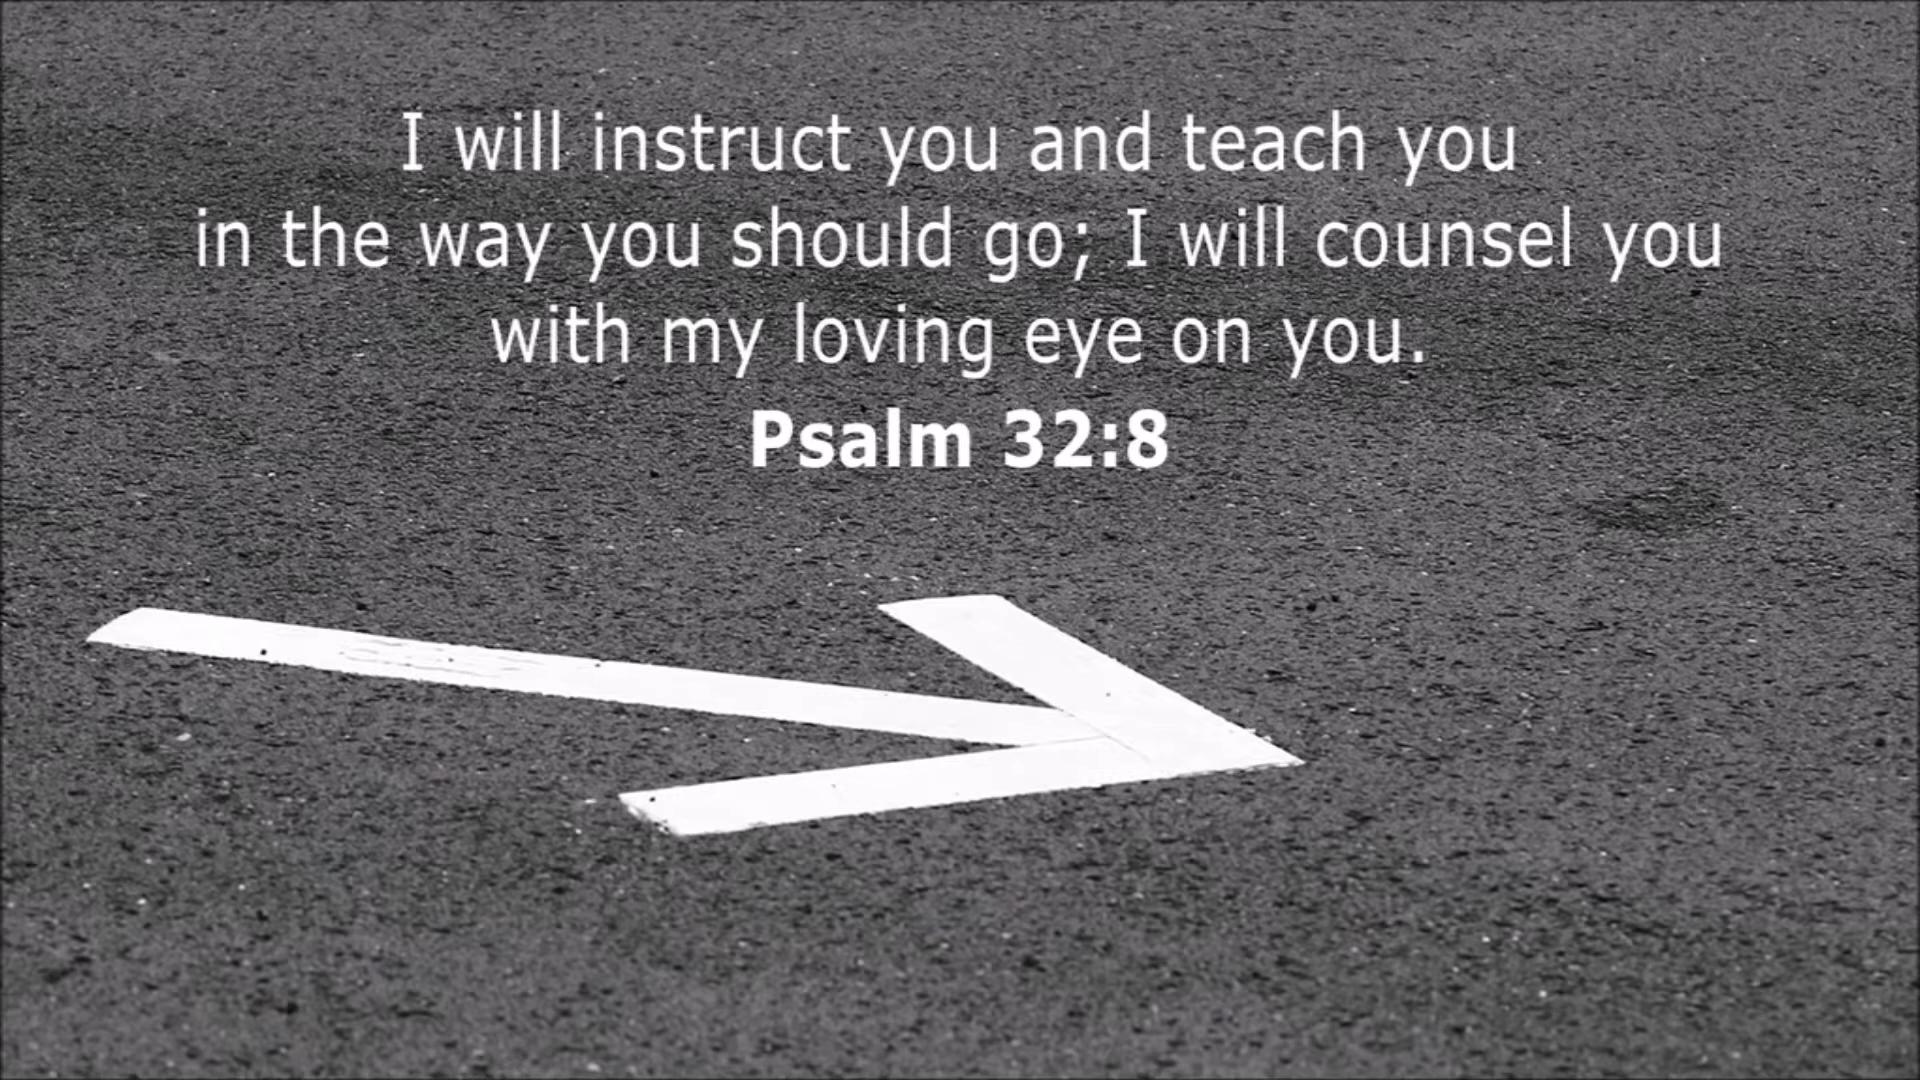 I will instruct you and teach you
in the way you should go; I will counsel you
with my loving eye on you.
Psalm 32:8